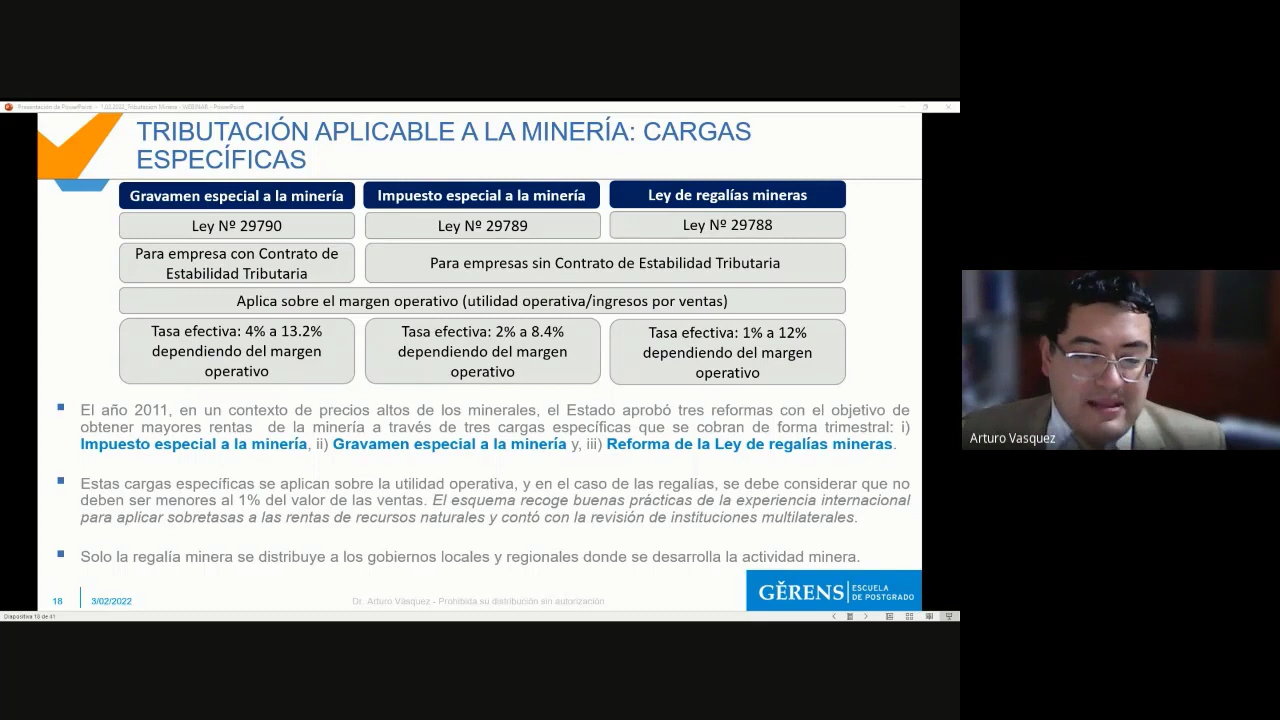 Presentación de PowerPoint - 1.02.2022_Tributación Minera - WEBINAR - PowerPoint
TRIBUTACIÓN APLICABLE A LA MINERÍA: CARGAS
ESPECÍFICAS
Gravamen especial a la minería
Impuesto especial a la minería
Ley de regalías mineras
Ley Nº 29790
Ley Nº 29789
Ley Nº 29788
Para empresa con Contrato de
Estabilidad Tributaria
Para empresas sin Contrato de Estabilidad Tributaria
Aplica sobre el margen operativo (utilidad operativa/ingresos por ventas)
Tasa efectiva: 4% a 13.2%
dependiendo del margen
operativo
Tasa efectiva: 2% a 8.4%
dependiendo del margen
operativo
Tasa efectiva: 1% a 12%
dependiendo del margen
operativo
El año 2011, en un contexto de precios altas de los minerales, el Estado aprobó tres reformas con el objetivo de
obtener mayores rentas de la minería a través de tres cargas específicas que se cobran de forma trimestral: i)
Impuesto especial a la minería, ii) Gravamen especial a la minería y, iii) Reforma de la Ley de regalías mineras.
Estas cargas específicas se aplican sobre la utilidad operativa, y en el caso de las regalías, se debe considerar que no
deben ser menores al 1% del valor de las ventas. El esquema recoge buenas prácticas de la experiencia internacional
para aplicar sobretasas a las rentas de recursos naturales y contó con la revisión de instituciones multilaterales.
Solo la regalía minera se distribuye a los gobiernos locales y regionales donde se desarrolla la actividad minera.
18
3/02/2022
Dr. Arturo Vásquez - Prohibida su distribución sin autorización
GĚRENS
ESCUELA
DE POSTGRADO
Arturo Vasquez